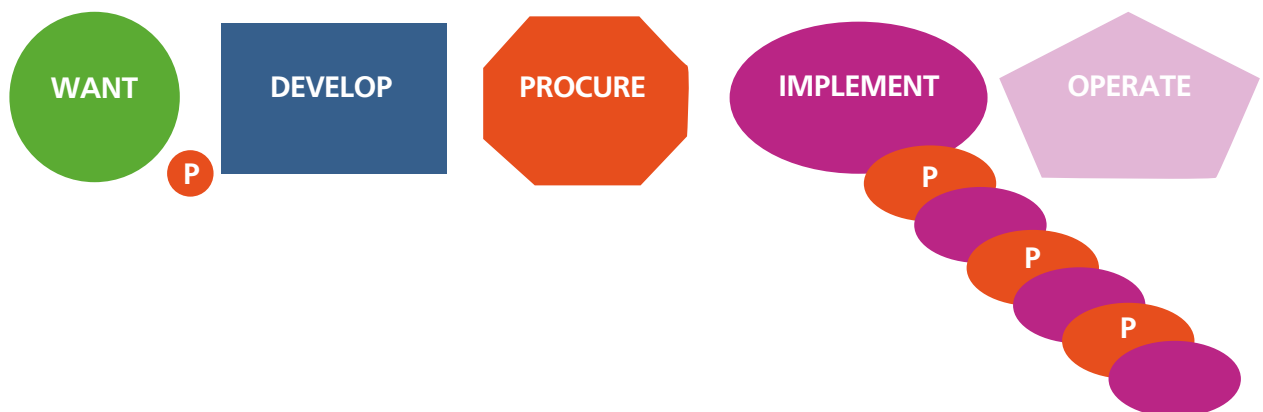 WANT
DEVELOP
PROCURE
IMPLEMENT
OPERATE
P
P
P
P